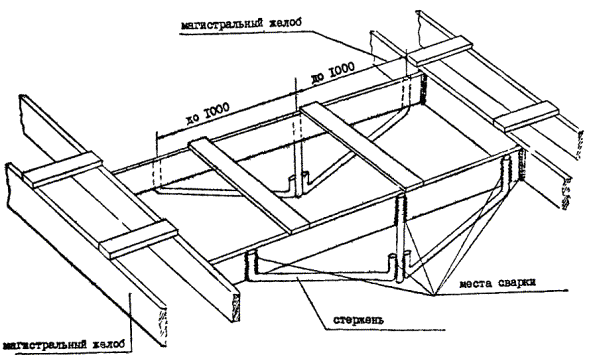 магистральный желоб
до 1000
до 1000
места сварки
стержень
магистральный желоб